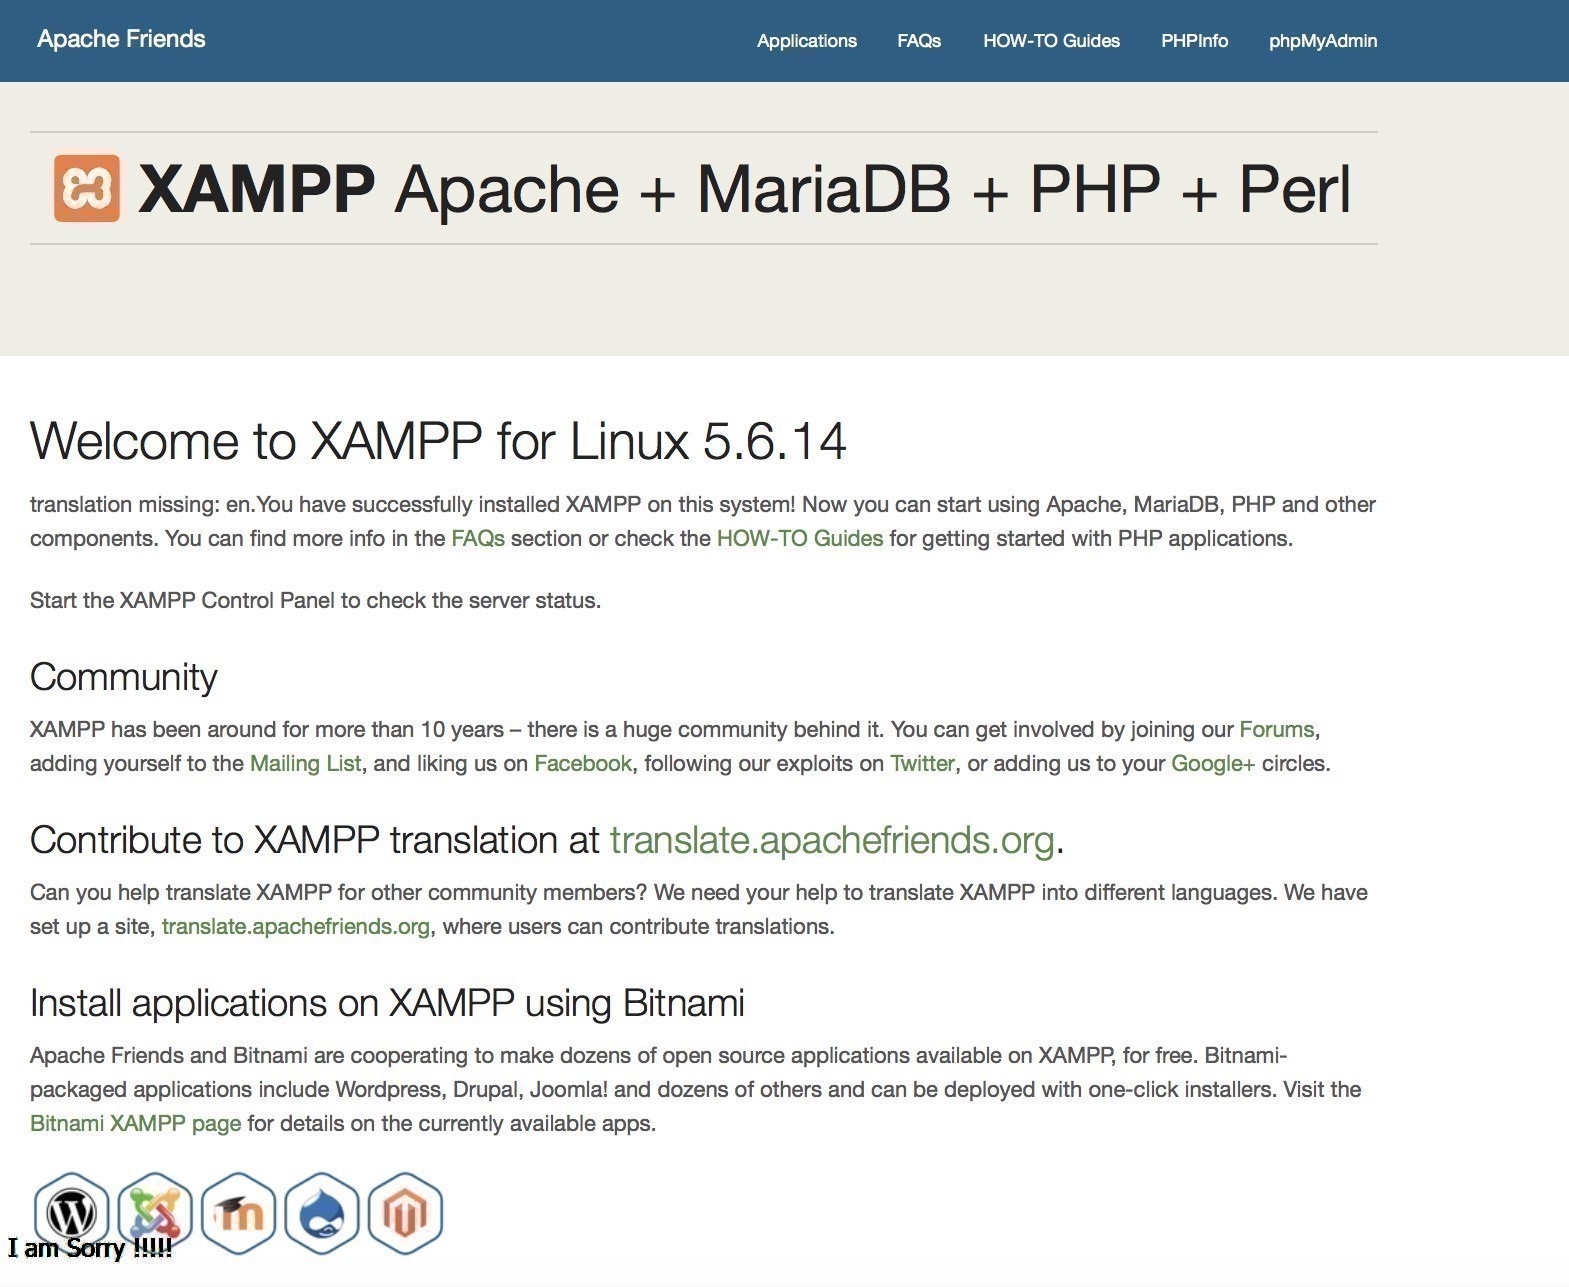 Apache Friends
Applications FAQs HOW-TO Guides PHPInfo phpMyAdmin
XAMPP Apache + MariaDB + PHP + Perl
Welcome to XAMPP for Linux 5.6.14
translation missing: en.You have successfully installed XAMPP on this system! Now you can start using Apache, MariaDB, PHP and other
components. You can find more info in the FAQs section or check the HOW-TO Guides for getting started with PHP applications.
Start the XAMPP Control Panel to check the server status.
Community
XAMPP has been around for more than 10 years – there is a huge community behind it. You can get involved by joining our Forums,
adding yourself to the Mailing List, and liking us on Facebook, following our exploits on Twitter, or adding us to your Google+ circles.
Contribute to XAMPP translation at translate.apachefriends.org.
Can you help translate XAMPP for other community members? We need your help to translate XAMPP into different languages. We have
set up a site, translate.apachefriends.org, where users can contribute translations.
Install applications on XAMPP using Bitnami
Apache Friends and Bitnami are cooperating to make dozens of open source applications available on XAMPP, for free. Bitnami-
packaged applications include Wordpress, Drupal, Joomla! and dozens of others and can be deployed with one-click installers. Visit the
Bitnami XAMPP page for details on the currently available apps.
I am Sorry !!!!!